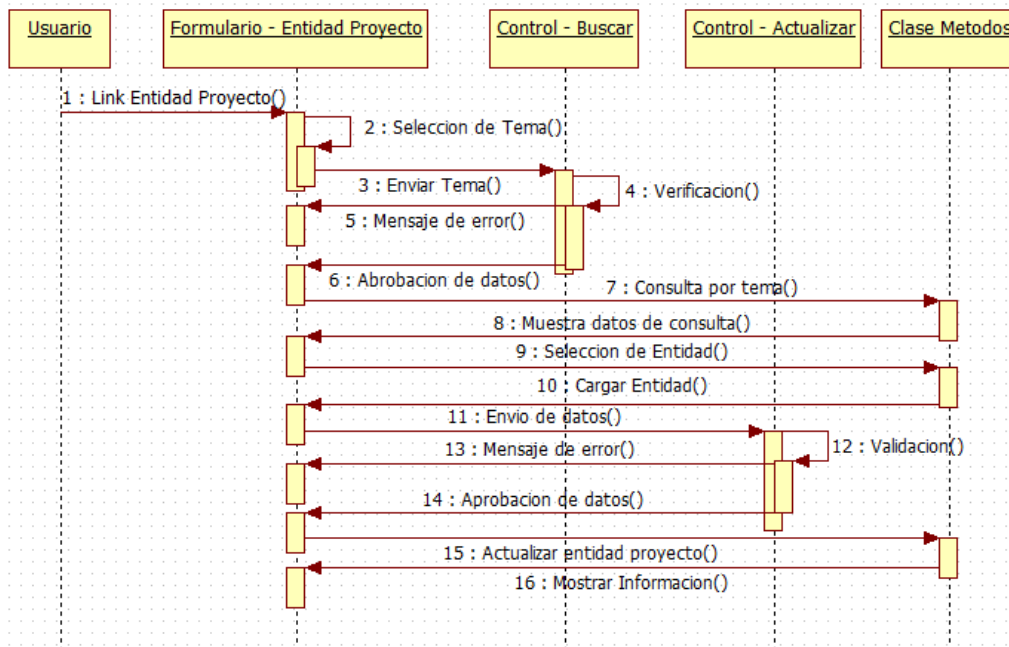 Usuario
Formulario - Entidad Proyecto
Control - Buscar
Control - Actualizar
Clase Metodos
1 : Link Entidad Proyecto()
2 : Seleccion de Tema()
3 : Enviar Tema()
4 : Verificacion()
5 : Mensaje de error()
6 : Abrobacion de datos()
7 : Consulta por tema()
8 : Muestra datos de consulta()
9 : Seleccion de Entidad()
10 : Cargar Entidad()
11 : Envio de datos()
12 : Validacion()
13 : Mensaje de error()
14 : Aprobacion de datos()
15 : Actualizar entidad proyecto()
16 : Mostrar Informacion()